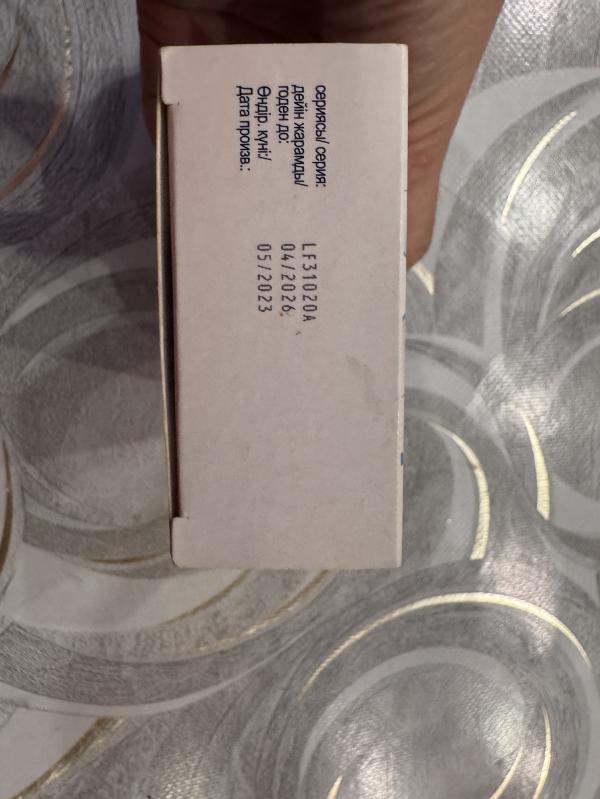 сериясы/ серия: LF31020A
дейін жарамды/
годен до: 04/2026
Өндір. күні:/
Дата произв.: 05/2023